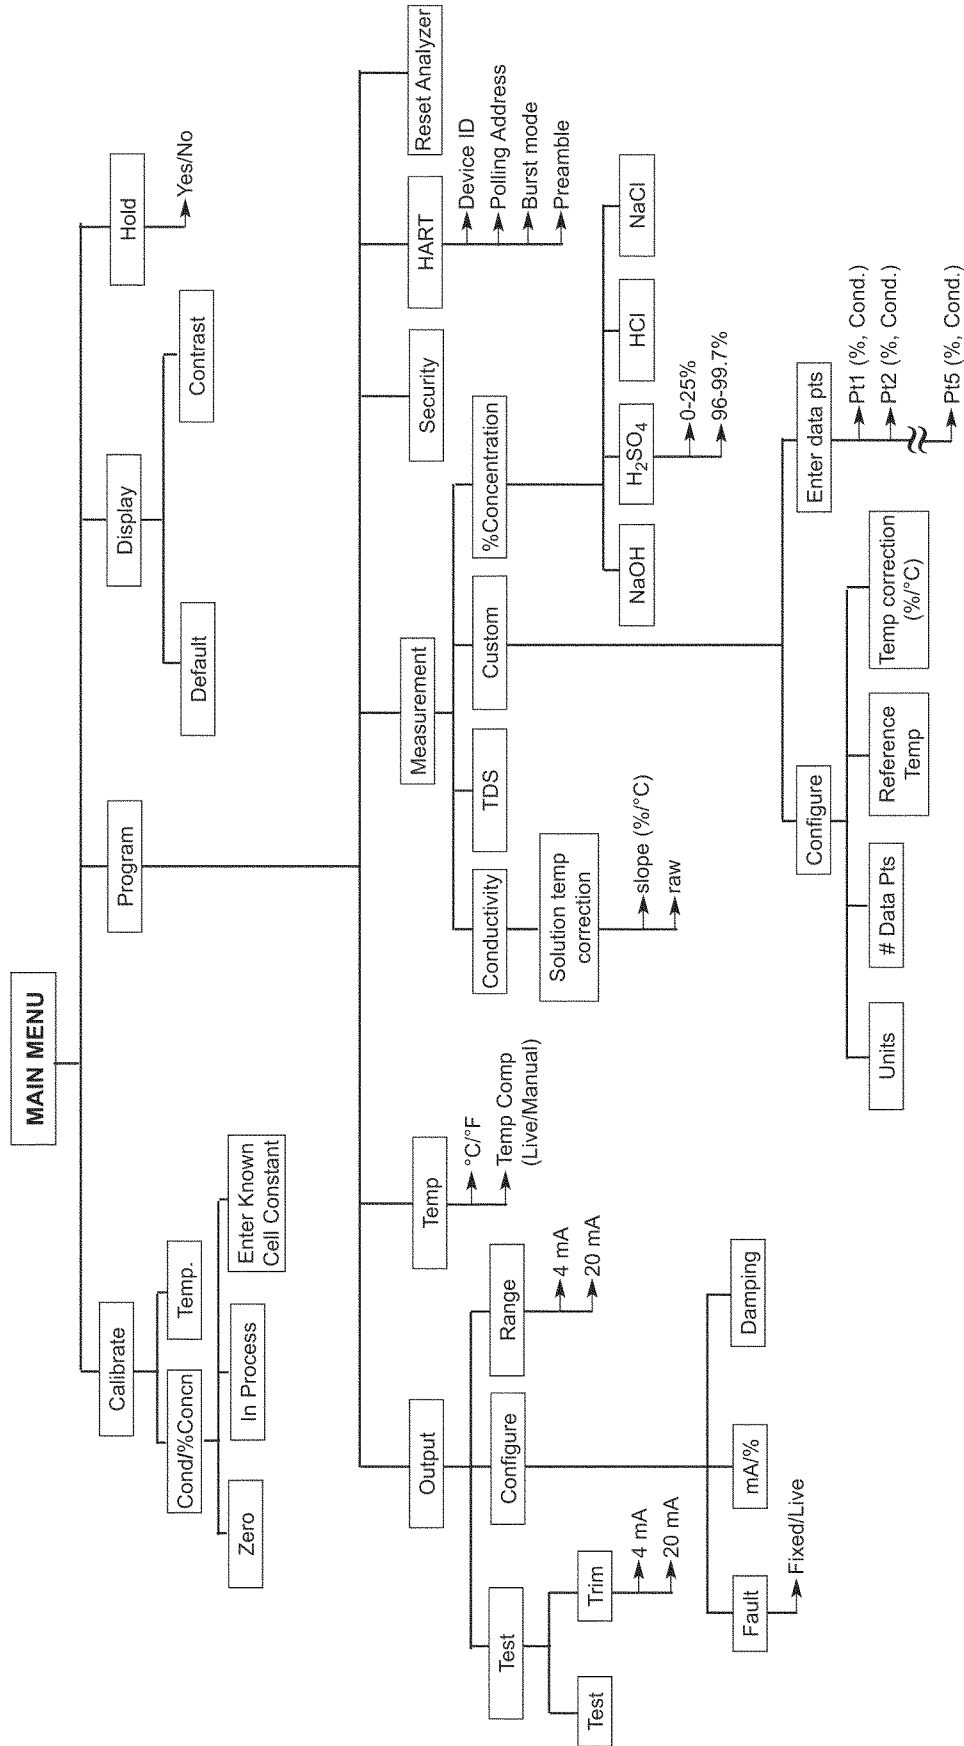 MAIN MENU
Calibrate
Program
Display
Hold
Cond/%Concn
Temp.
Default
Contrast
Yes/No
Zero
In Process
Enter Known
Cell Constant
Output
Temp
Measurement
Security
HART
Reset Analyzer
°C/°F
Temp Comp
(Live/Manual)
Device ID
Polling Address
Burst mode
Preamble
Test
Configure
Range
Conductivity
TDS
Custom
%Concentration
4 mA
20 mA
Solution temp
correction
slope (%/°C)
raw
Test
Trim
4 mA
20 mA
NaOH
H₂SO₄
HCl
NaCl
0-25%
96-99.7%
Fault
mA/%
Damping
Fixed/Live
Configure
Enter data pts
Units
# Data Pts
Reference
Temp
Temp correction
(%/°C)
Pt1 (%, Cond.)
Pt2 (%, Cond.)
Pt5 (%, Cond.)